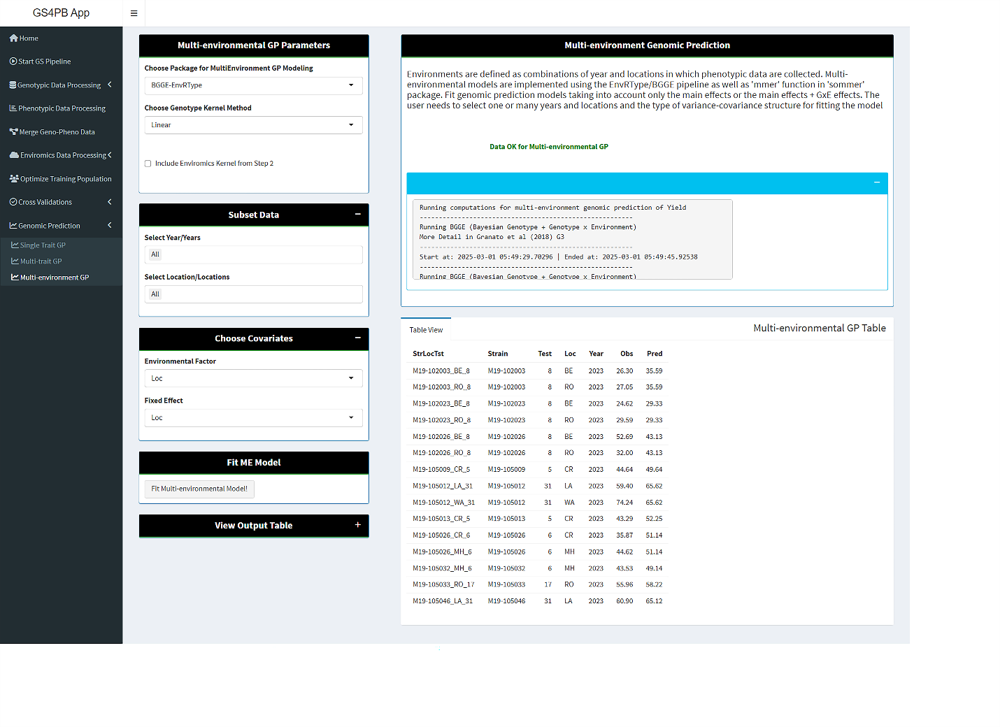 GS4PB App
Home
Start GS Pipeline
Genotypic Data Processing
Phenotypic Data Processing
Merge Geno-Pheno Data
Enviromics Data Processing
Optimize Training Population
Cross Validations
Genomic Prediction
Single Trait GP
Multi-trait GP
Multi-environment GP
Multi-environmental GP Parameters
Choose Package for MultiEnvironment GP Modeling
BGGE-EnvRType
Choose Genotype Kernel Method
Linear
Include Enviromics Kernel from Step 2
Subset Data
Select Year/Years
All
Select Location/Locations
All
Choose Covariates
Environmental Factor
Loc
Fixed Effect
Loc
Fit ME Model
Fit Multi-environmental Model!
View Output Table
Multi-environment Genomic Prediction
Environments are defined as combinations of year and locations in which phenotypic data are collected. Multi-
environmental models are implemented using the EnvRType/BGGE pipeline as well as 'mmer' function in 'sommer'
package. Fit genomic prediction models taking into account only the main effects or the main effects + GxE effects. The
user needs to select one or many years and locations and the type of variance-covariance structure for fitting the model
Data OK for Multi-environmental GP
Running computations for multi-environment genomic prediction of Yield
------------------------------------------------------
Running BGGE (Bayesian Genotype + Genotype x Environment)
More Detail in Granato et al (2018) G3
------------------------------------------------------
Start at: 2025-03-01 05:49:29.70296 | Ended at: 2025-03-01 05:49:45.92538
------------------------------------------------------
Running BGGE (Bayesian Genotype + Genotype x Environment)
Table View
Multi-environmental GP Table
StrLocTst Strain Test Loc Year Obs Pred
M19-102003_BE_8 M19-102003 8 BE 2023 26.30 35.59
M19-102003_RO_8 M19-102003 8 RO 2023 27.05 35.59
M19-102023_BE_8 M19-102023 8 BE 2023 24.62 29.33
M19-102023_RO_8 M19-102023 8 RO 2023 29.59 29.33
M19-102026_BE_8 M19-102026 8 BE 2023 52.69 43.13
M19-102026_RO_8 M19-102026 8 RO 2023 32.00 43.13
M19-105009_CR_5 M19-105009 5 CR 2023 44.64 49.64
M19-105012_LA_31 M19-105012 31 LA 2023 59.40 65.62
M19-105012_WA_31 M19-105012 31 WA 2023 74.24 65.62
M19-105013_CR_5 M19-105013 5 CR 2023 43.29 52.25
M19-105026_CR_6 M19-105026 6 CR 2023 35.87 51.14
M19-105026_MH_6 M19-105026 6 MH 2023 44.62 51.14
M19-105032_MH_6 M19-105032 6 MH 2023 43.53 49.14
M19-105033_RO_17 M19-105033 17 RO 2023 55.96 58.22
M19-105046_LA_31 M19-105046 31 LA 2023 60.90 65.12